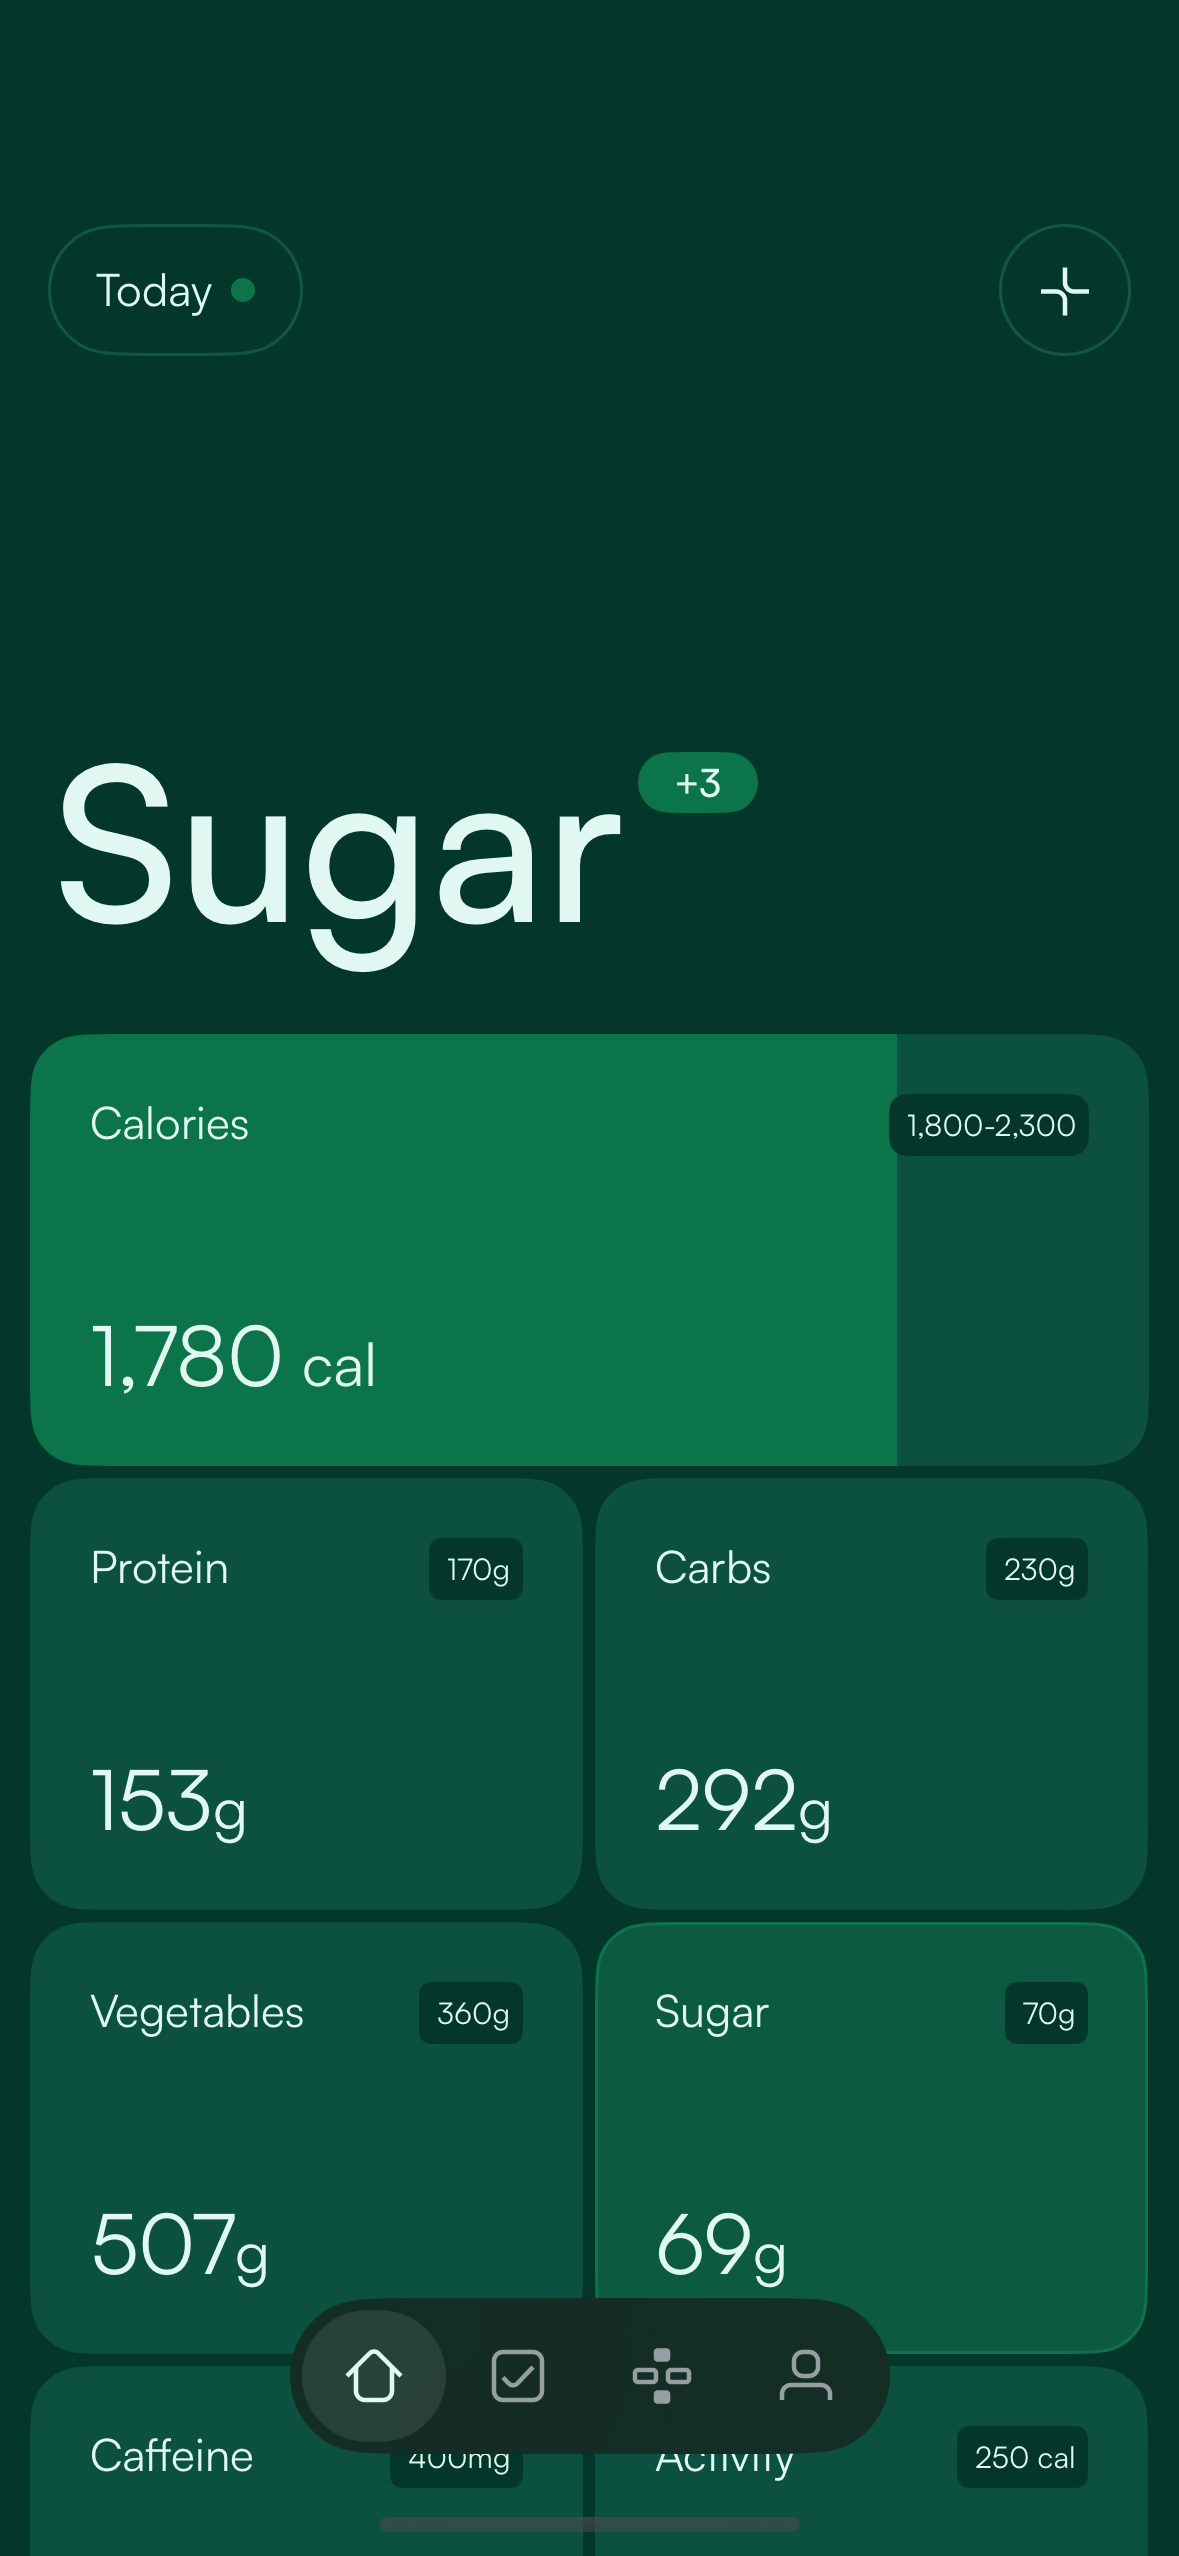 Today
Sugar +3
Calories 1,800-2,300
1,780 cal
Protein 170g
153g
Carbs 230g
292g
Vegetables 360g
507g
Sugar 70g
69g
Caffeine 400mg
Activity 250 cal